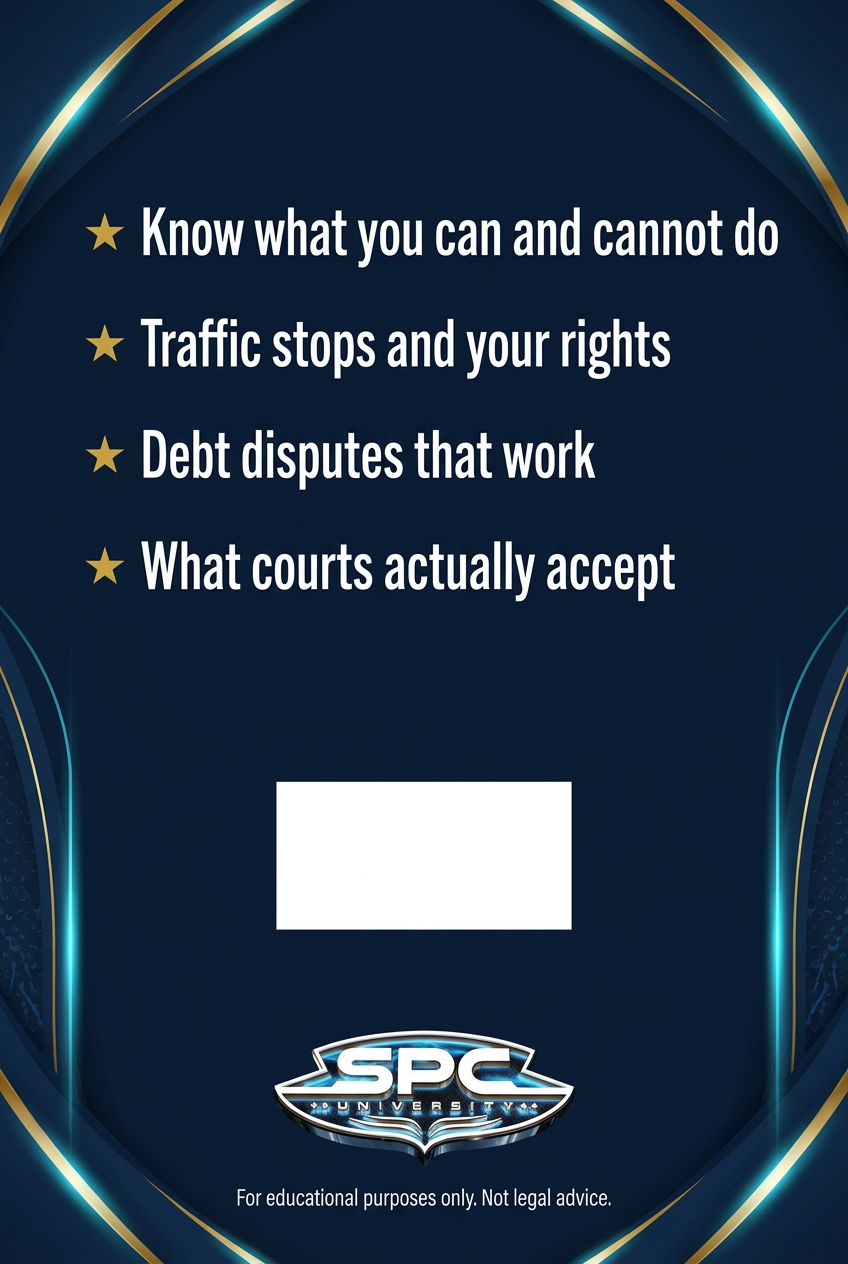 Know what you can and cannot do
Traffic stops and your rights
Debt disputes that work
What courts actually accept
SPC
UNIVERSITY
For educational purposes only. Not legal advice.